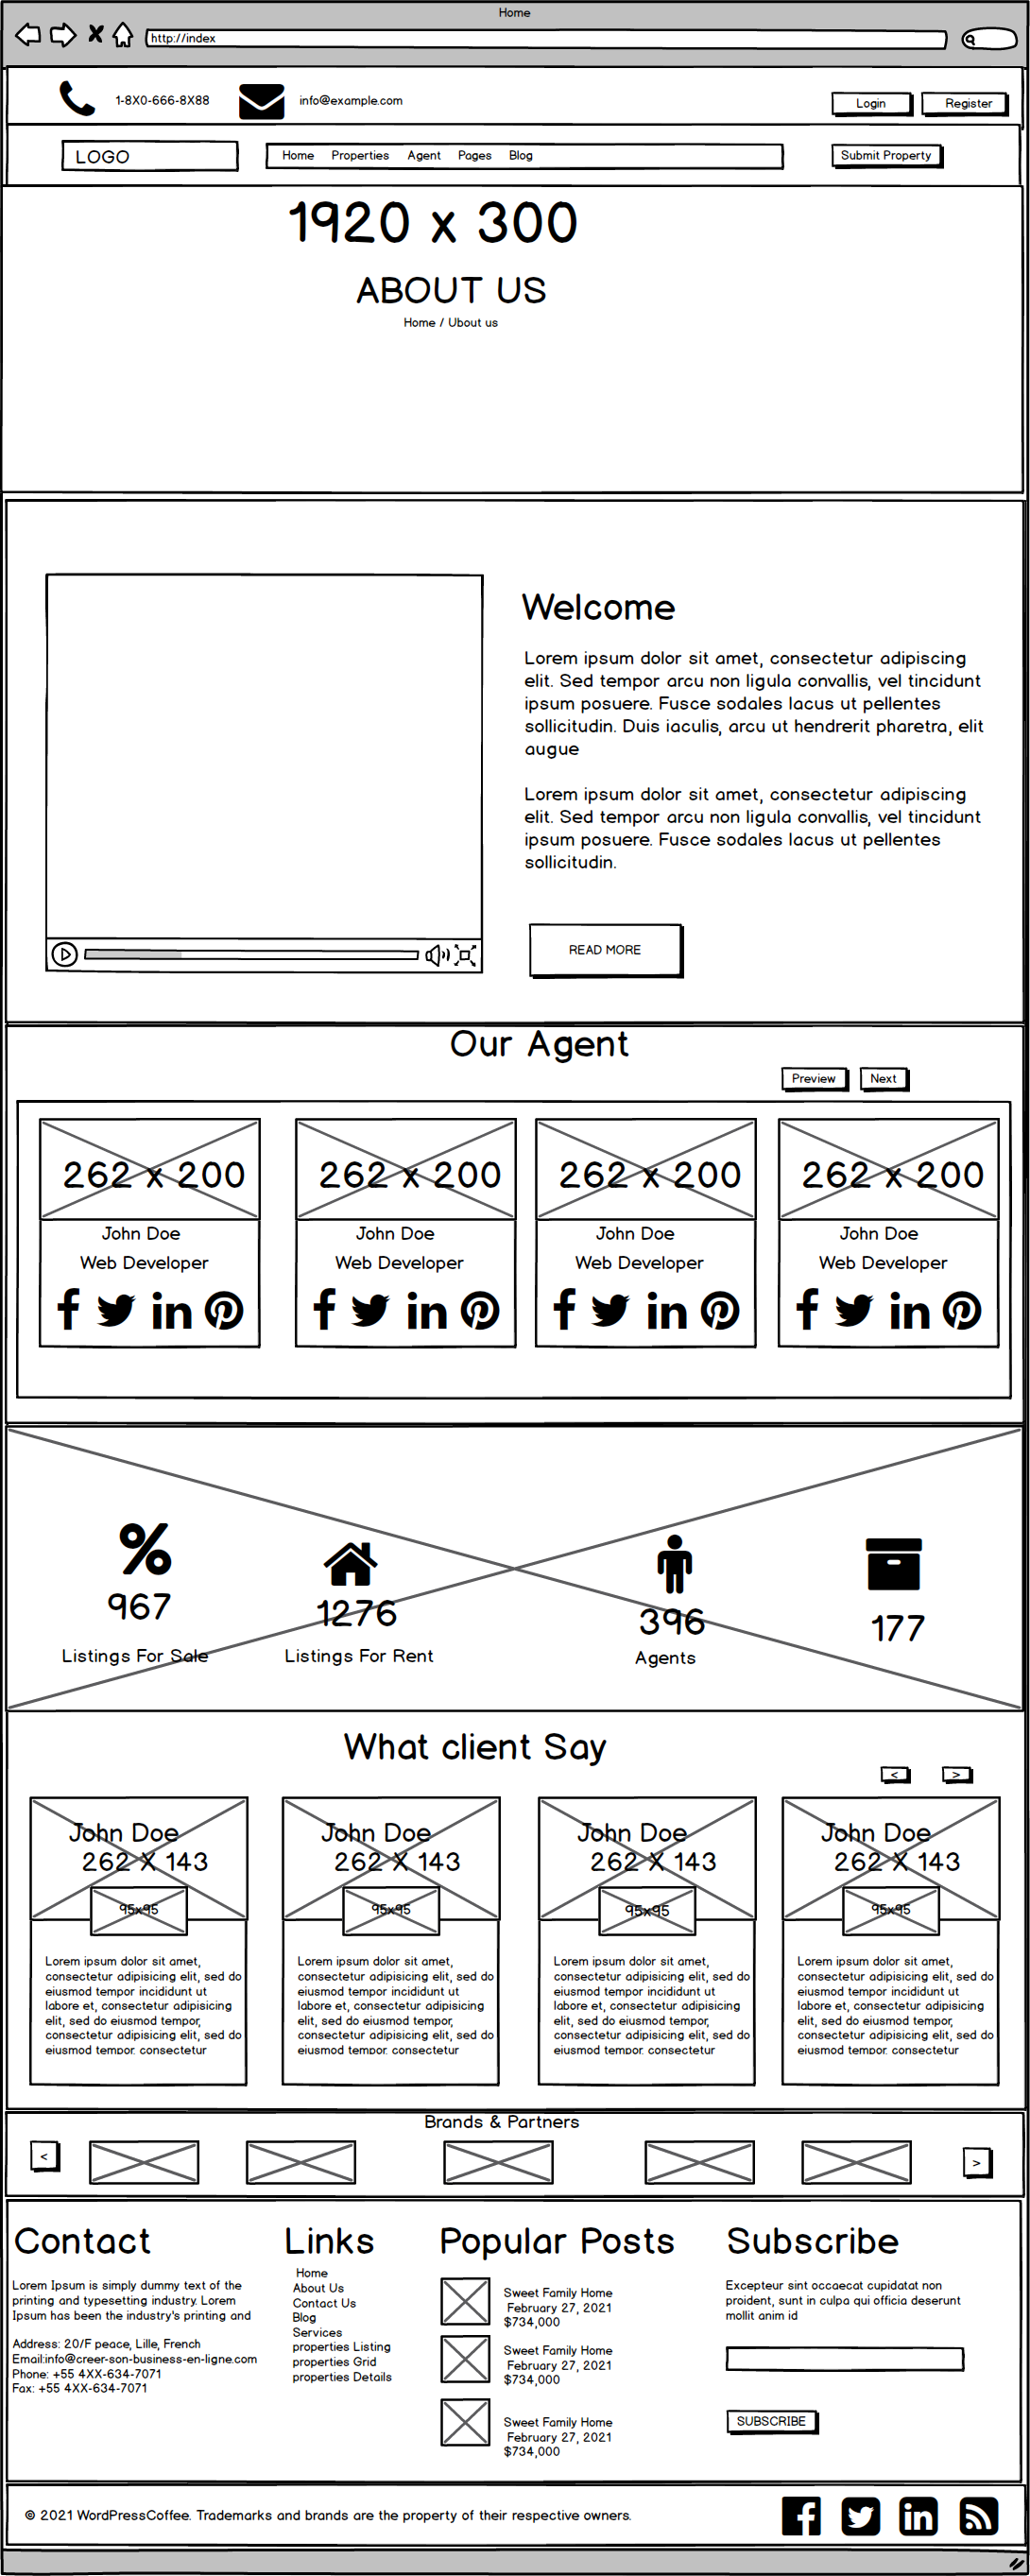 Home
http://index
1-8X0-666-8X88
info@example.com
Login
Register
LOGO
Home Properties Agent Pages Blog
Submit Property
1920 x 300
ABOUT US
Home / Ubout us
Welcome
Lorem ipsum dolor sit amet, consectetur adipiscing
elit. Sed tempor arcu non ligula convallis, vel tincidunt
ipsum posuere. Fusce sodales lacus ut pellentes
sollicitudin. Duis iaculis, arcu ut hendrerit pharetra, elit
augue
Lorem ipsum dolor sit amet, consectetur adipiscing
elit. Sed tempor arcu non ligula convallis, vel tincidunt
ipsum posuere. Fusce sodales lacus ut pellentes
sollicitudin.
READ MORE
Our Agent
Preview
Next
262 x 200
John Doe
Web Developer
262 x 200
John Doe
Web Developer
262 x 200
John Doe
Web Developer
262 x 200
John Doe
Web Developer
%
967
Listings For Sale
1276
Listings For Rent
396
Agents
177
What client Say
<
>
John Doe
262 X 143
95x95
Lorem ipsum dolor sit amet,
consectetur adipisicing elit, sed do
eiusmod tempor incididunt ut
labore et, consectetur adipisicing
elit, sed do eiusmod tempor,
consectetur adipisicing elit, sed do
eiusmod tempor, consectetur
John Doe
262 X 143
95x95
Lorem ipsum dolor sit amet,
consectetur adipisicing elit, sed do
eiusmod tempor incididunt ut
labore et, consectetur adipisicing
elit, sed do eiusmod tempor,
consectetur adipisicing elit, sed do
eiusmod tempor, consectetur
John Doe
262 X 143
95x95
Lorem ipsum dolor sit amet,
consectetur adipisicing elit, sed do
eiusmod tempor incididunt ut
labore et, consectetur adipisicing
elit, sed do eiusmod tempor,
consectetur adipisicing elit, sed do
eiusmod tempor, consectetur
John Doe
262 X 143
95x95
Lorem ipsum dolor sit amet,
consectetur adipisicing elit, sed do
eiusmod tempor incididunt ut
labore et, consectetur adipisicing
elit, sed do eiusmod tempor,
consectetur adipisicing elit, sed do
eiusmod tempor, consectetur
Brands & Partners
<
>
Contact
Lorem Ipsum is simply dummy text of the
printing and typesetting industry. Lorem
Ipsum has been the industry's printing and
Address: 20/F peace, Lille, French
Email:info@creer-son-business-en-ligne.com
Phone: +55 4XX-634-7071
Fax: +55 4XX-634-7071
Links
Home
About Us
Contact Us
Blog
Services
properties Listing
properties Grid
properties Details
Popular Posts
Sweet Family Home
February 27, 2021
$734,000
Sweet Family Home
February 27, 2021
$734,000
Sweet Family Home
February 27, 2021
$734,000
Subscribe
Excepteur sint occaecat cupidatat non
proident, sunt in culpa qui officia deserunt
mollit anim id
SUBSCRIBE
© 2021 WordPressCoffee. Trademarks and brands are the property of their respective owners.